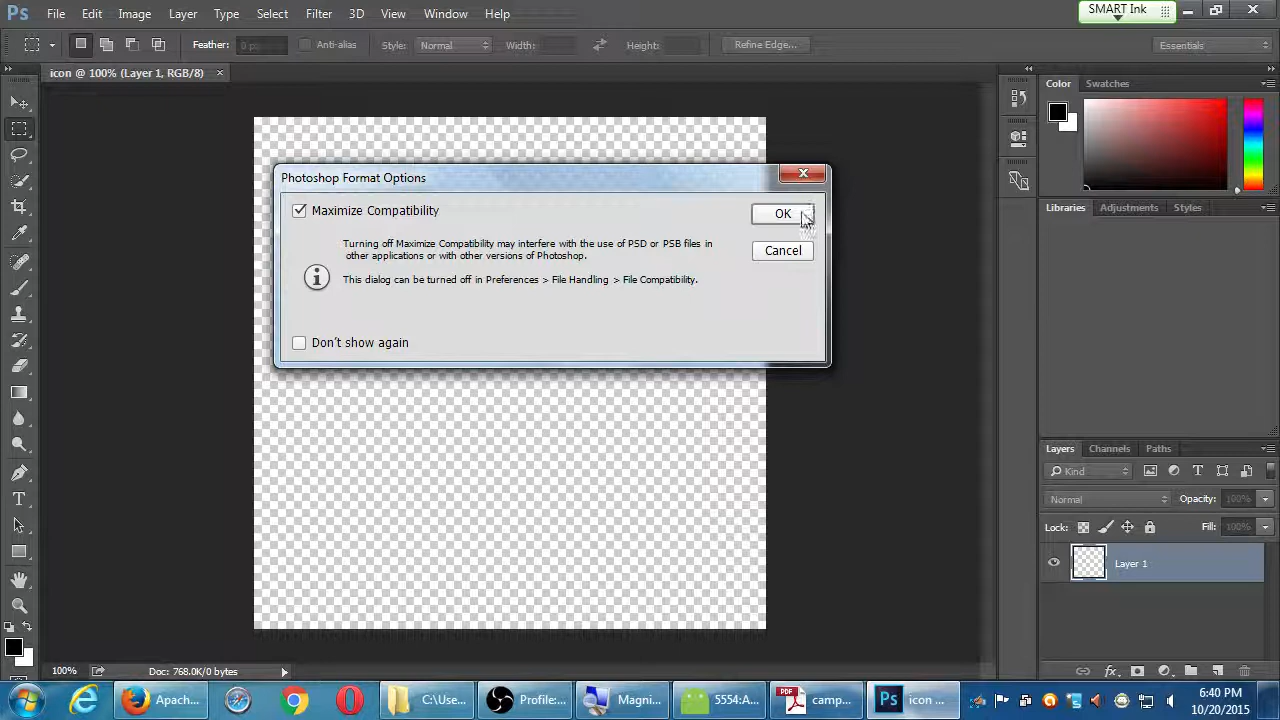 Ps File Edit Image Layer Type Select Filter 3D View Window Help
SMART Ink
Feather: 0 px Anti-alias Style: Normal Width: Height: Refine Edge... Essentials
icon @ 100% (Layer 1, RGB/8) ×
Color Swatches
Photoshop Format Options
Maximize Compatibility
OK
Turning off Maximize Compatibility may interfere with the use of PSD or PSB files in
other applications or with other versions of Photoshop.
Cancel
This dialog can be turned off in Preferences > File Handling > File Compatibility.
Don't show again
Libraries Adjustments Styles
Layers Channels Paths
Kind
Normal Opacity: 100%
Lock: Fill: 100%
Layer 1
100% Doc: 768.0K/0 bytes
Apach... C:\Use... Profile:... Magni... 5554:A... PDF camp... Ps icon ...
6:40 PM
10/20/2015